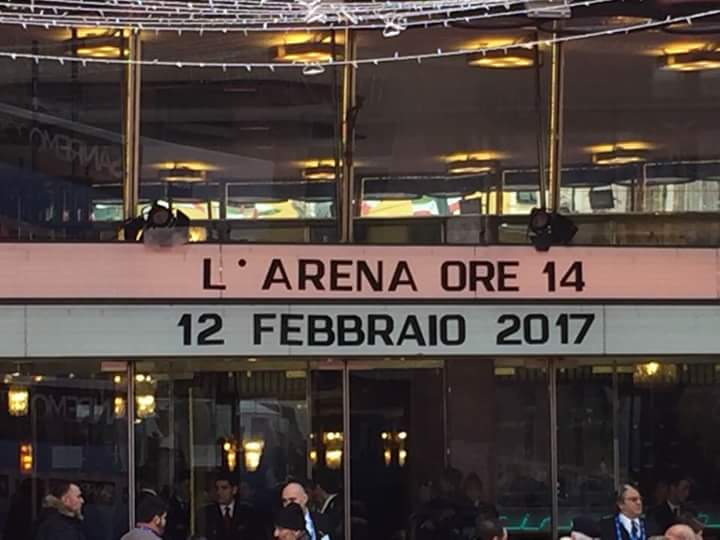 L'ARENA ORE 14
12 FEBBRAIO 2017